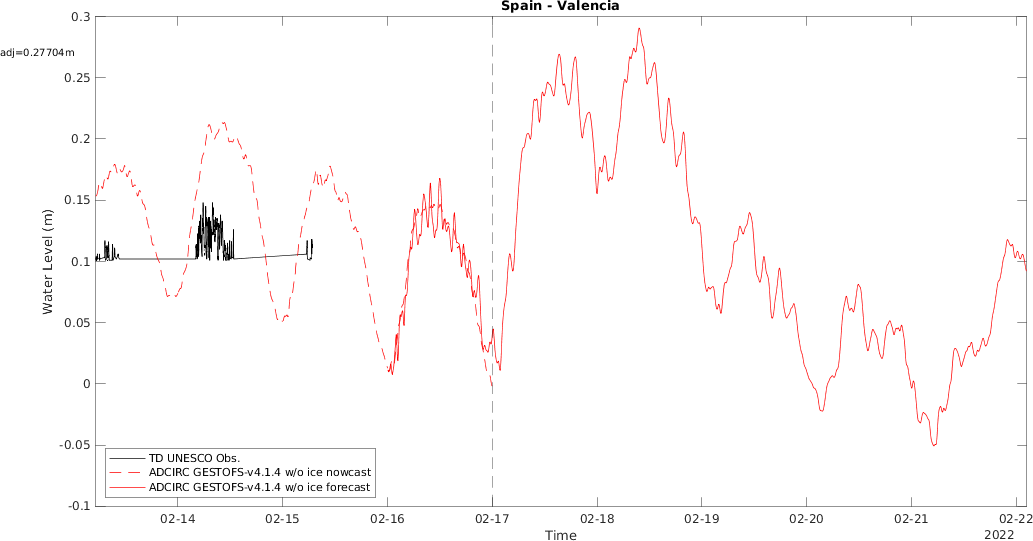 Spain - Valencia
adj=0.27704m
0.3
0.25
0.2
0.15
0.1
0.05
0
-0.05
-0.1
Water Level (m)
TD UNESCO Obs.
ADCIRC GESTOFS-v4.1.4 w/o ice nowcast
ADCIRC GESTOFS-v4.1.4 w/o ice forecast
02-14 02-15 02-16 02-17 02-18 02-19 02-20 02-21 02-22
Time
2022